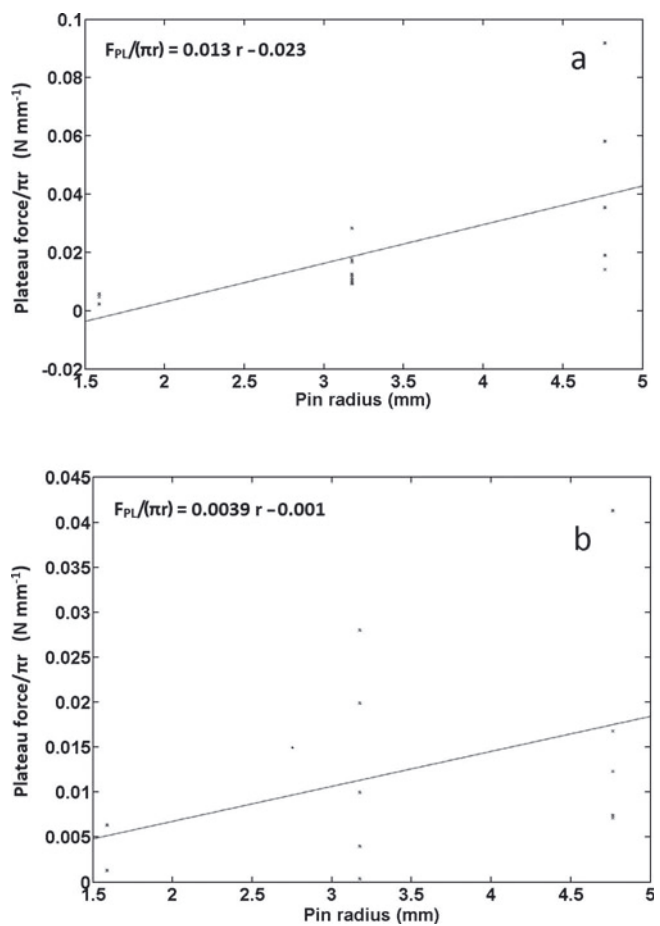 0.1
F_PL/(πr) = 0.013 r – 0.023
a
0.08
0.06
0.04
0.02
0
-0.02
Plateau force/πr (N mm⁻¹)
1.5 2 2.5 3 3.5 4 4.5 5
Pin radius (mm)
0.045
F_PL/(πr) = 0.0039 r – 0.001
b
0.04
0.035
0.03
0.025
0.02
0.015
0.01
0.005
0
Plateau force/πr (N mm⁻¹)
1.5 2 2.5 3 3.5 4 4.5 5
Pin radius (mm)